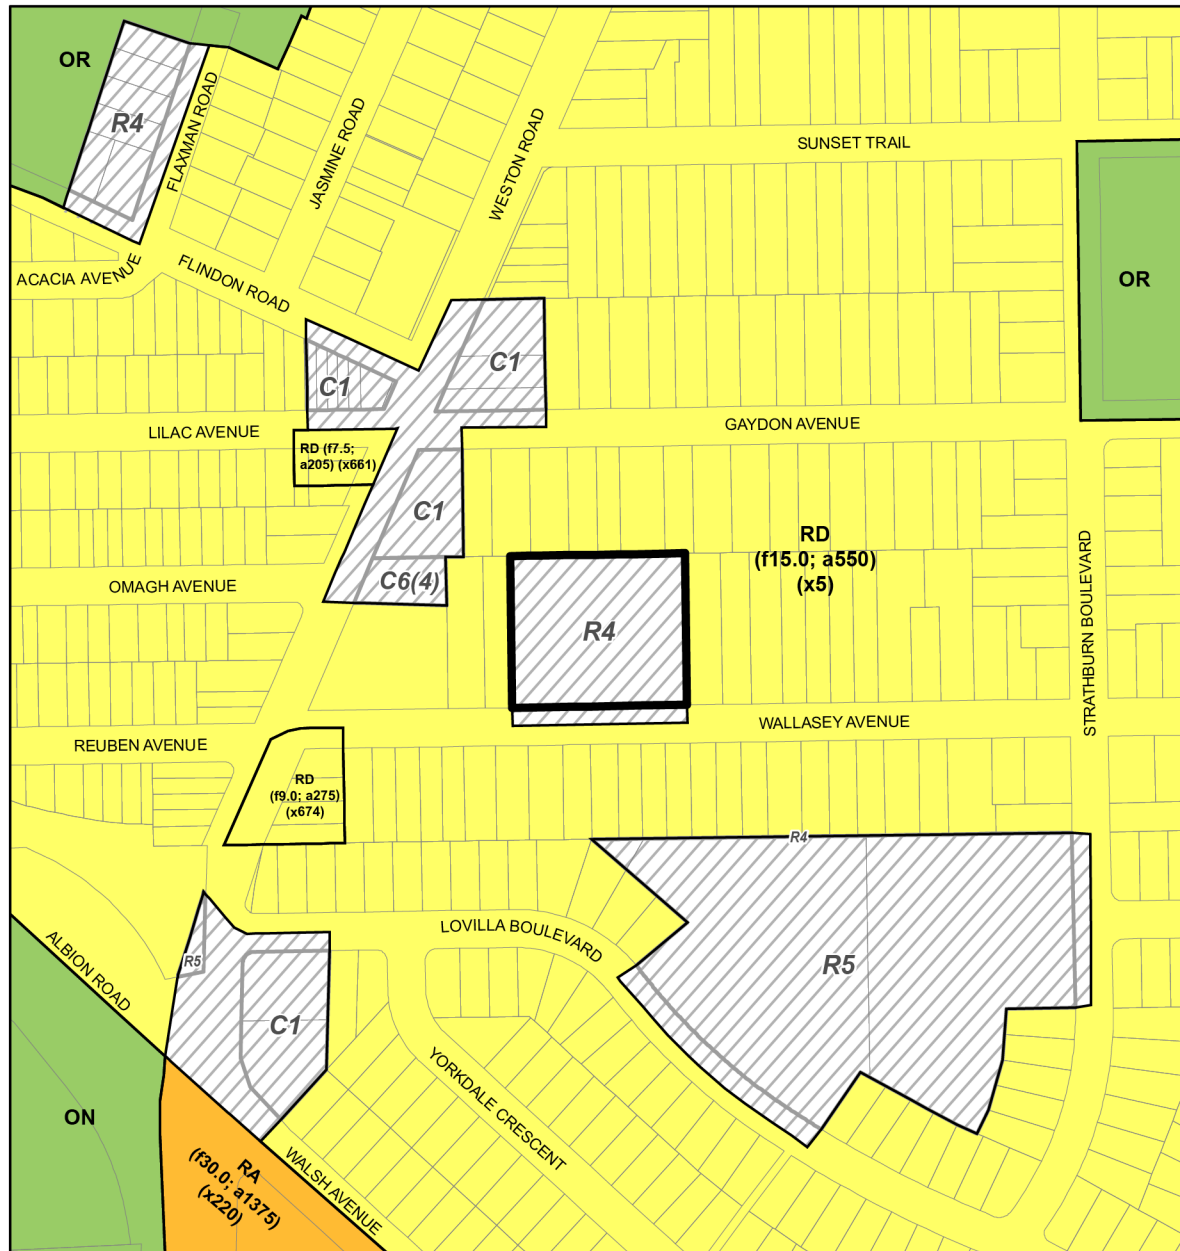 OR
R4
FLAXMAN ROAD
JASMINE ROAD
WESTON ROAD
SUNSET TRAIL
OR
ACACIA AVENUE
FLINDON ROAD
C1
C1
LILAC AVENUE
GAYDON AVENUE
RD (f7.5;
a205) (x661)
C1
RD
(f15.0; a550)
(x5)
OMAGH AVENUE
C6(4)
R4
STRATHBURN BOULEVARD
WALLASEY AVENUE
REUBEN AVENUE
RD
(f9.0; a275)
(x674)
R4
LOVILLA BOULEVARD
ALBION ROAD
R5
R5
C1
YORKDALE CRESCENT
ON
RA
(f30.0; a1375)
(x220)
WALSH AVENUE